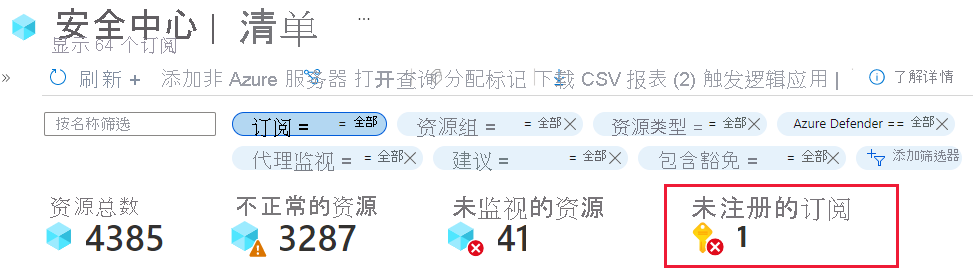 安全中心 | 清单 ...
显示 64 个订阅
» 刷新 + 添加非 Azure 服务器 打开查询 分配标记 下载 CSV 报表 (2) 触发逻辑应用 | 了解详情
按名称筛选 订阅 = = 全部 资源组 = = 全部 资源类型 = = 全部 Azure Defender == 全部
代理监视 = = 全部 建议 = = 全部 包含豁免 = = 全部 添加筛选器
资源总数 不正常的资源 未监视的资源 未注册的订阅
4385 3287 41 1